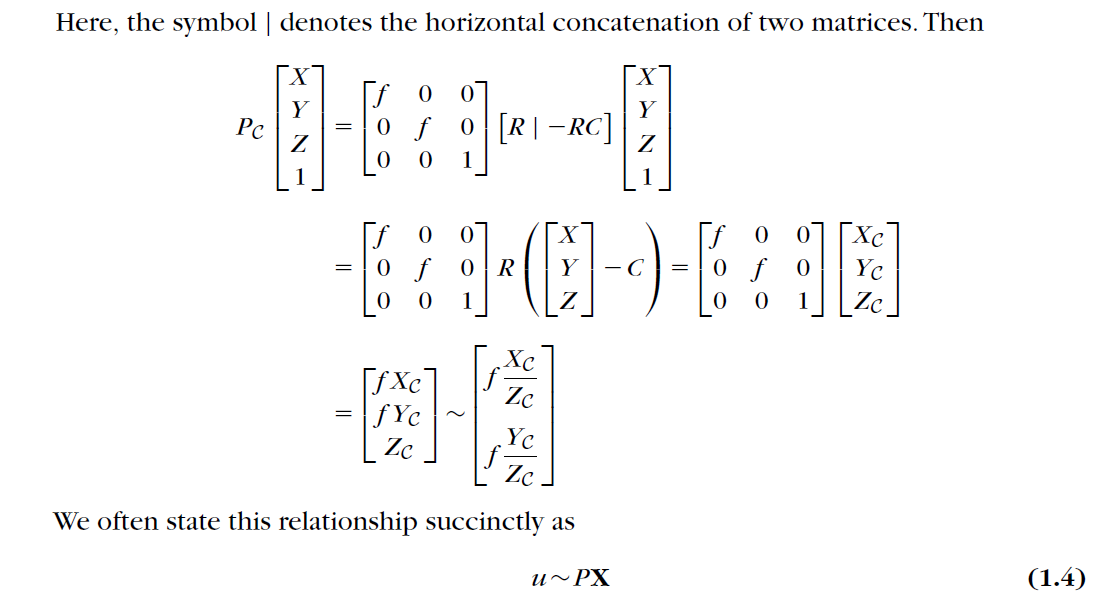 Here, the symbol | denotes the horizontal concatenation of two matrices. Then
P_𝒞 [X; Y; Z; 1] = [f 0 0; 0 f 0; 0 0 1] [R | −RC] [X; Y; Z; 1]
= [f 0 0; 0 f 0; 0 0 1] R ([X; Y; Z] − C) = [f 0 0; 0 f 0; 0 0 1] [X_𝒞; Y_𝒞; Z_𝒞]
= [f X_𝒞; f Y_𝒞; Z_𝒞] ~ [f X_𝒞/Z_𝒞; f Y_𝒞/Z_𝒞]
We often state this relationship succinctly as
u ~ PX (1.4)